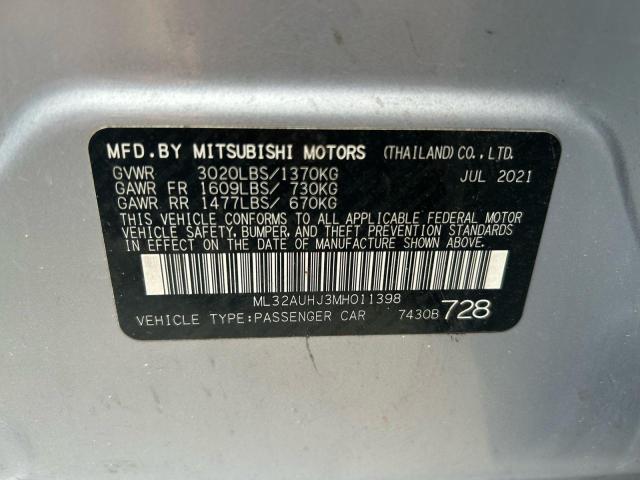 MFD.BY MITSUBISHI MOTORS (THAILAND) CO.,LTD.
GVWR 3020LBS/1370KG JUL 2021
GAWR FR 1609LBS/ 730KG
GAWR RR 1477LBS/ 670KG
THIS VEHICLE CONFORMS TO ALL APPLICABLE FEDERAL MOTOR
VEHICLE SAFETY, BUMPER, AND THEFT PREVENTION STANDARDS
IN EFFECT ON THE DATE OF MANUFACTURE SHOWN ABOVE.
ML32AUHJ3MH011398
VEHICLE TYPE:PASSENGER CAR 7430B 728